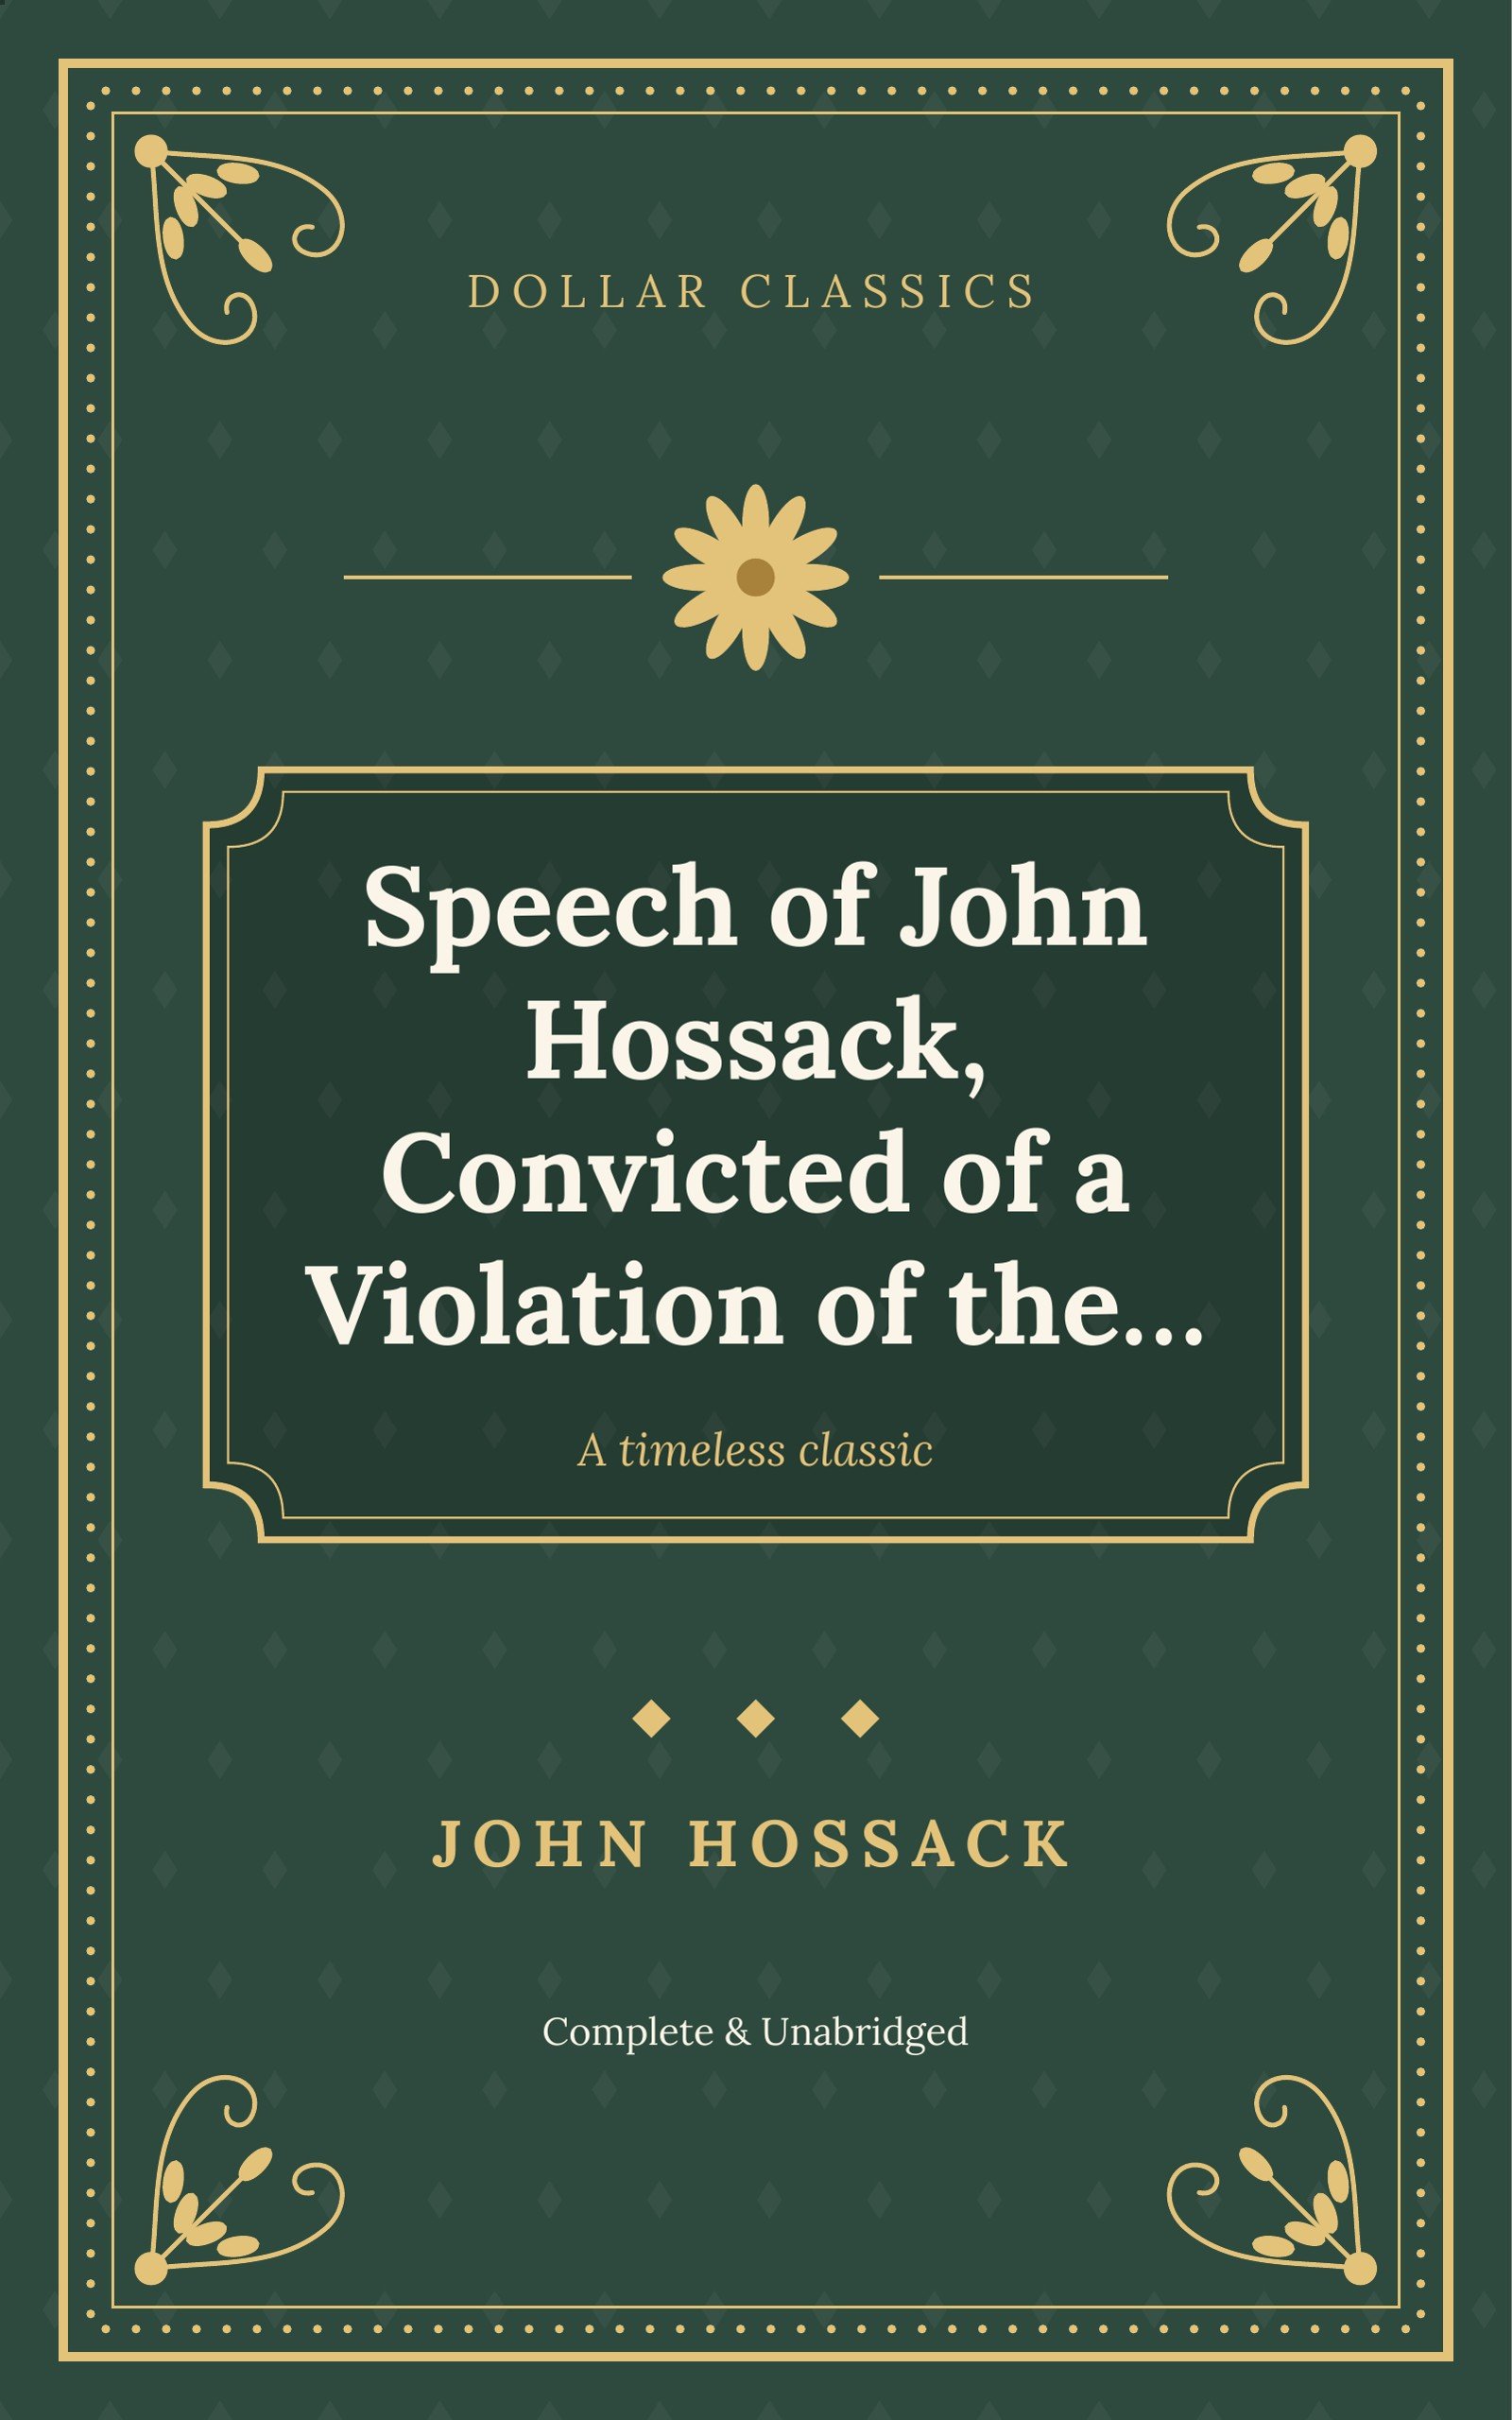 DOLLAR CLASSICS
Speech of John
Hossack,
Convicted of a
Violation of the...
A timeless classic
JOHN HOSSACK
Complete & Unabridged